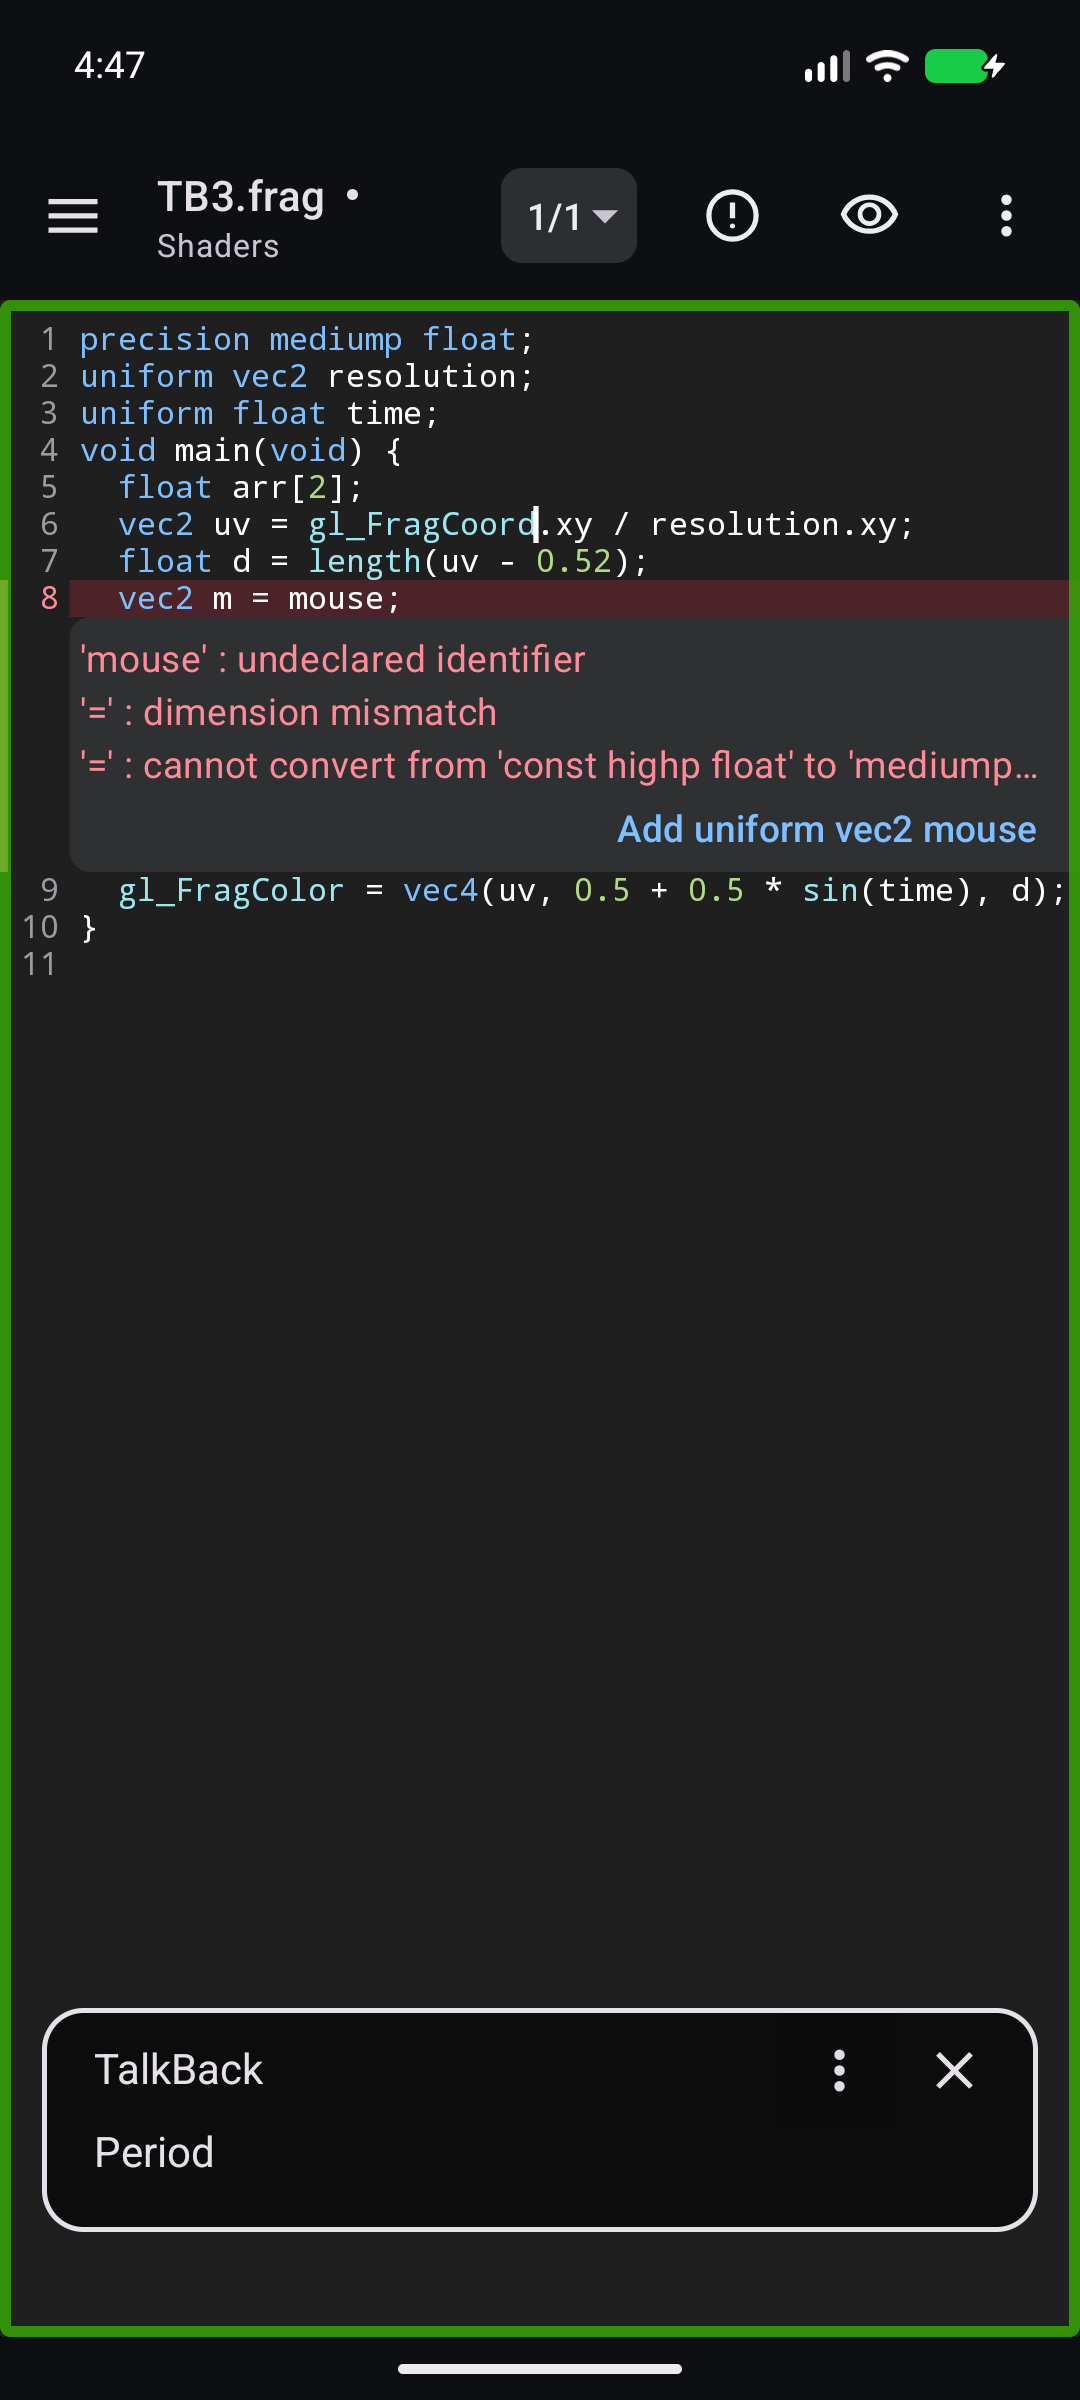 4:47
TB3.frag •
Shaders
1/1
1 precision mediump float;
2 uniform vec2 resolution;
3 uniform float time;
4 void main(void) {
5   float arr[2];
6   vec2 uv = gl_FragCoord.xy / resolution.xy;
7   float d = length(uv - 0.52);
8   vec2 m = mouse;
'mouse' : undeclared identifier
'=' : dimension mismatch
'=' : cannot convert from 'const highp float' to 'mediump…
Add uniform vec2 mouse
9   gl_FragColor = vec4(uv, 0.5 + 0.5 * sin(time), d);
10 }
11
TalkBack
Period